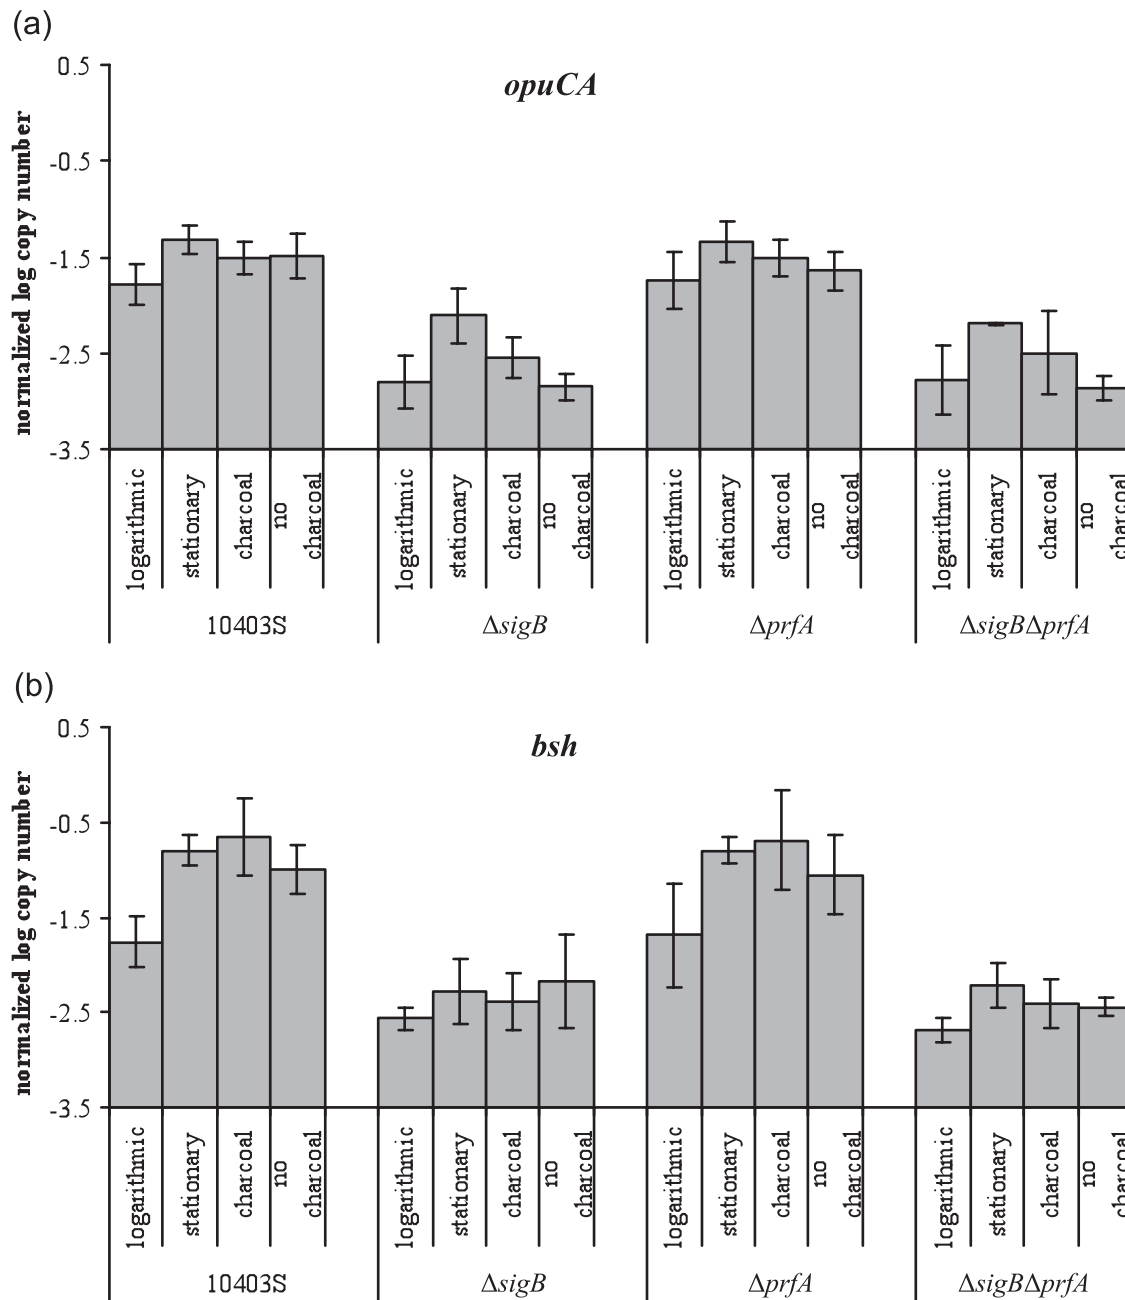 (a)
opuCA
normalized log copy number
0.5
-0.5
-1.5
-2.5
-3.5
logarithmic
stationary
charcoal
no
charcoal
logarithmic
stationary
charcoal
no
charcoal
logarithmic
stationary
charcoal
no
charcoal
logarithmic
stationary
charcoal
no
charcoal
10403S
ΔsigB
ΔprfA
ΔsigBΔprfA
(b)
bsh
normalized log copy number
0.5
-0.5
-1.5
-2.5
-3.5
logarithmic
stationary
charcoal
no
charcoal
logarithmic
stationary
charcoal
no
charcoal
logarithmic
stationary
charcoal
no
charcoal
logarithmic
stationary
charcoal
no
charcoal
10403S
ΔsigB
ΔprfA
ΔsigBΔprfA